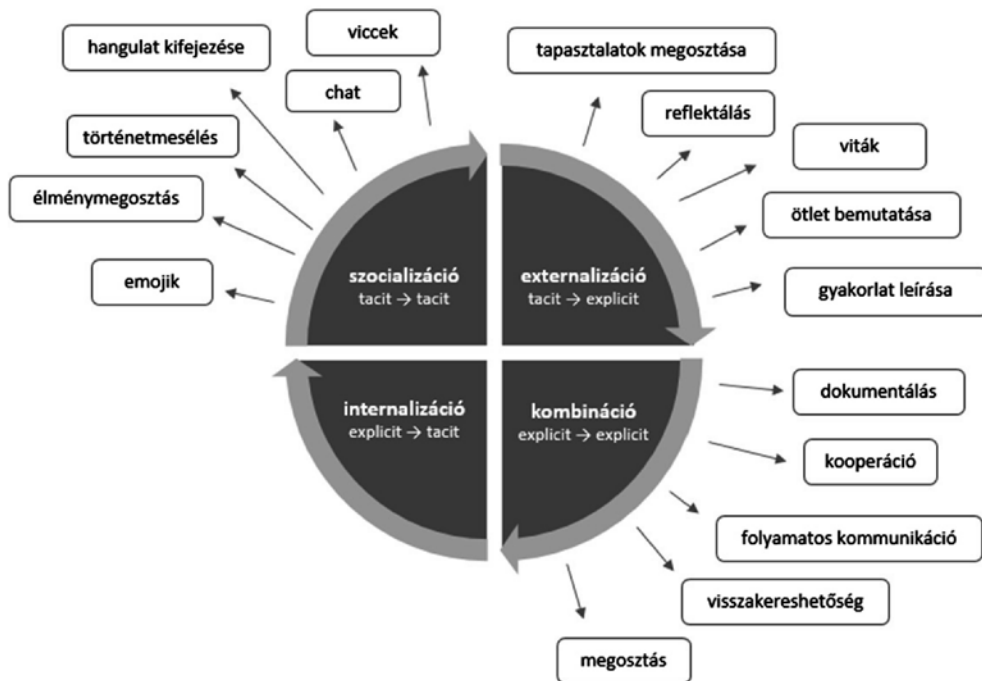 viccek
hangulat kifejezése
chat
történetmesélés
élménymegosztás
emojik
tapasztalatok megosztása
reflektálás
viták
ötlet bemutatása
gyakorlat leírása
szocializáció
tacit → tacit
externalizáció
tacit → explicit
internalizáció
explicit → tacit
kombináció
explicit → explicit
dokumentálás
kooperáció
folyamatos kommunikáció
visszakereshetőség
megosztás